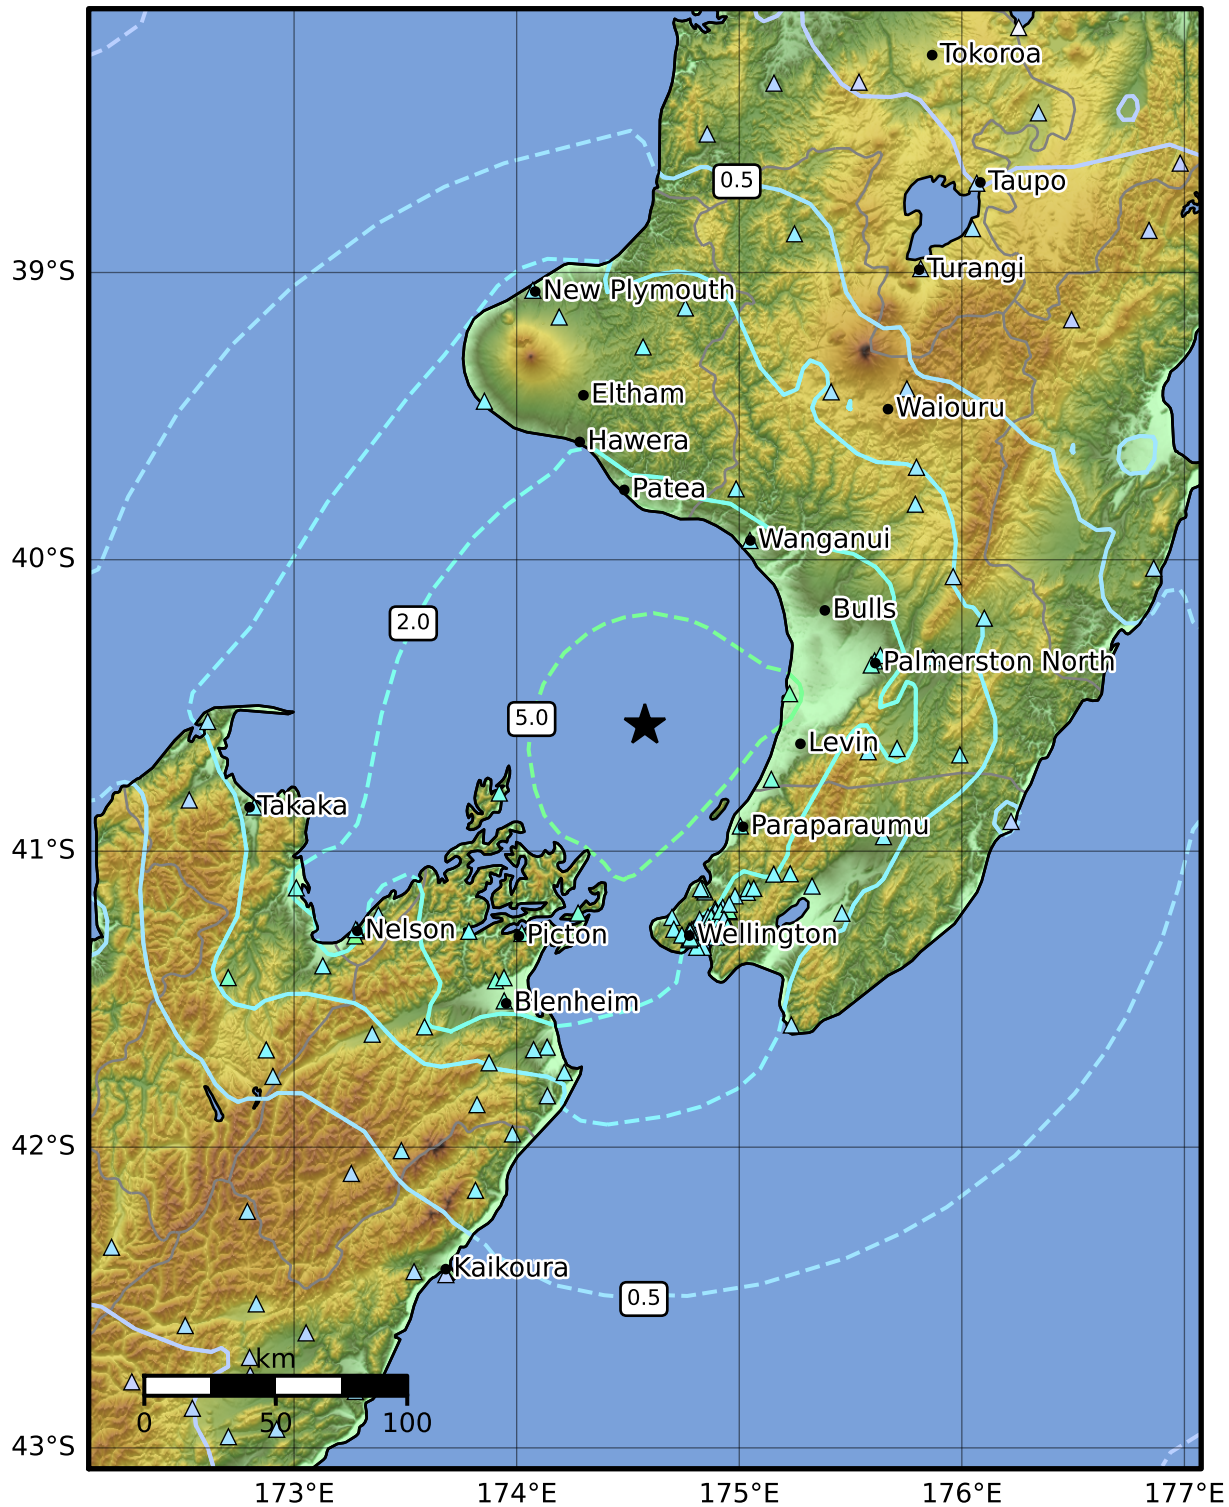 Tokoroa
0.5
Taupo
Turangi
39°S
New Plymouth
Eltham
Waiouru
Hawera
Patea
Wanganui
40°S
Bulls
2.0
Palmerston North
5.0
Levin
Takaka
Paraparaumu
41°S
Nelson
Picton
Wellington
Blenheim
42°S
Kaikoura
0.5
km
0 50 100
43°S
173°E 174°E 175°E 176°E 177°E